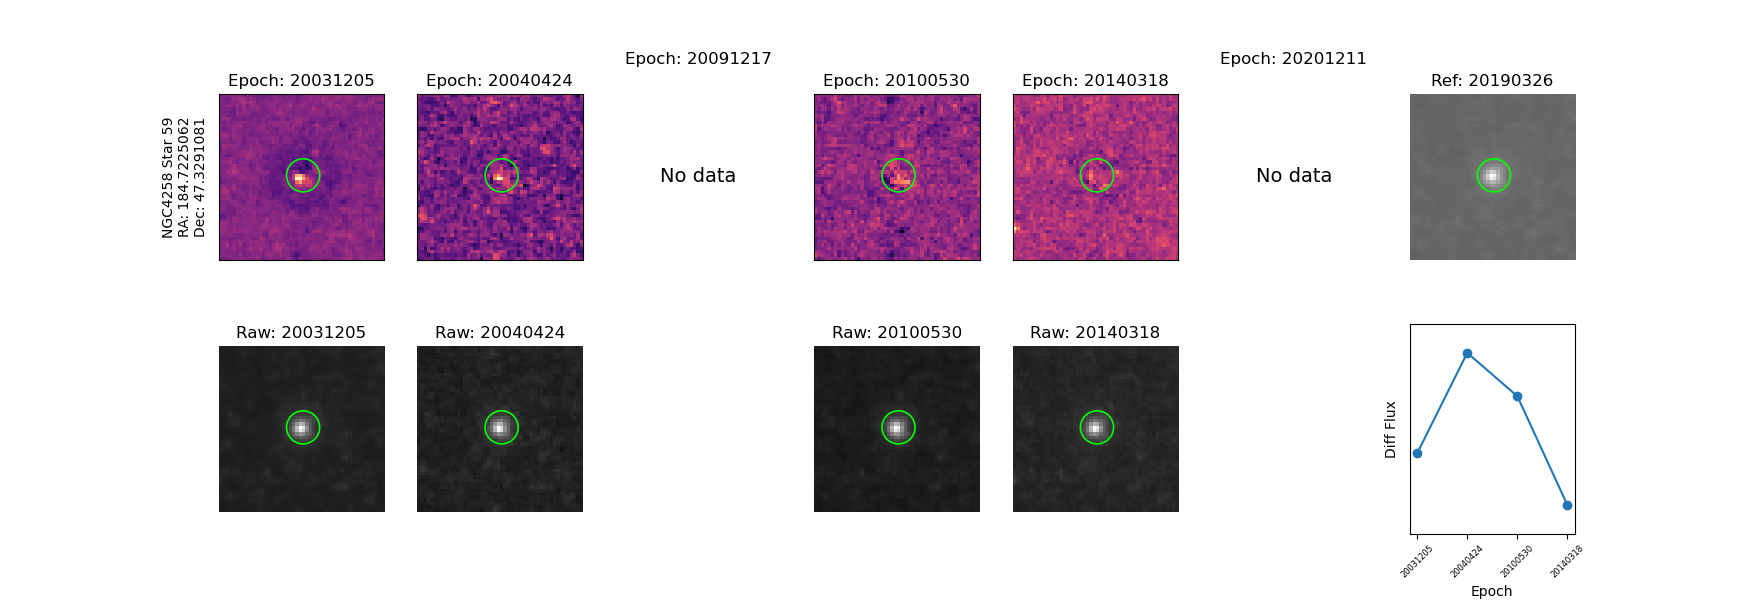 Epoch: 20031205
Epoch: 20040424
Epoch: 20091217
Epoch: 20100530
Epoch: 20140318
Epoch: 20201211
Ref: 20190326
NGC4258 Star 59
RA: 184.7225062
Dec: 47.3291081
No data
No data
Raw: 20031205
Raw: 20040424
Raw: 20100530
Raw: 20140318
Diff Flux
20031205
20040424
20100530
20140318
Epoch